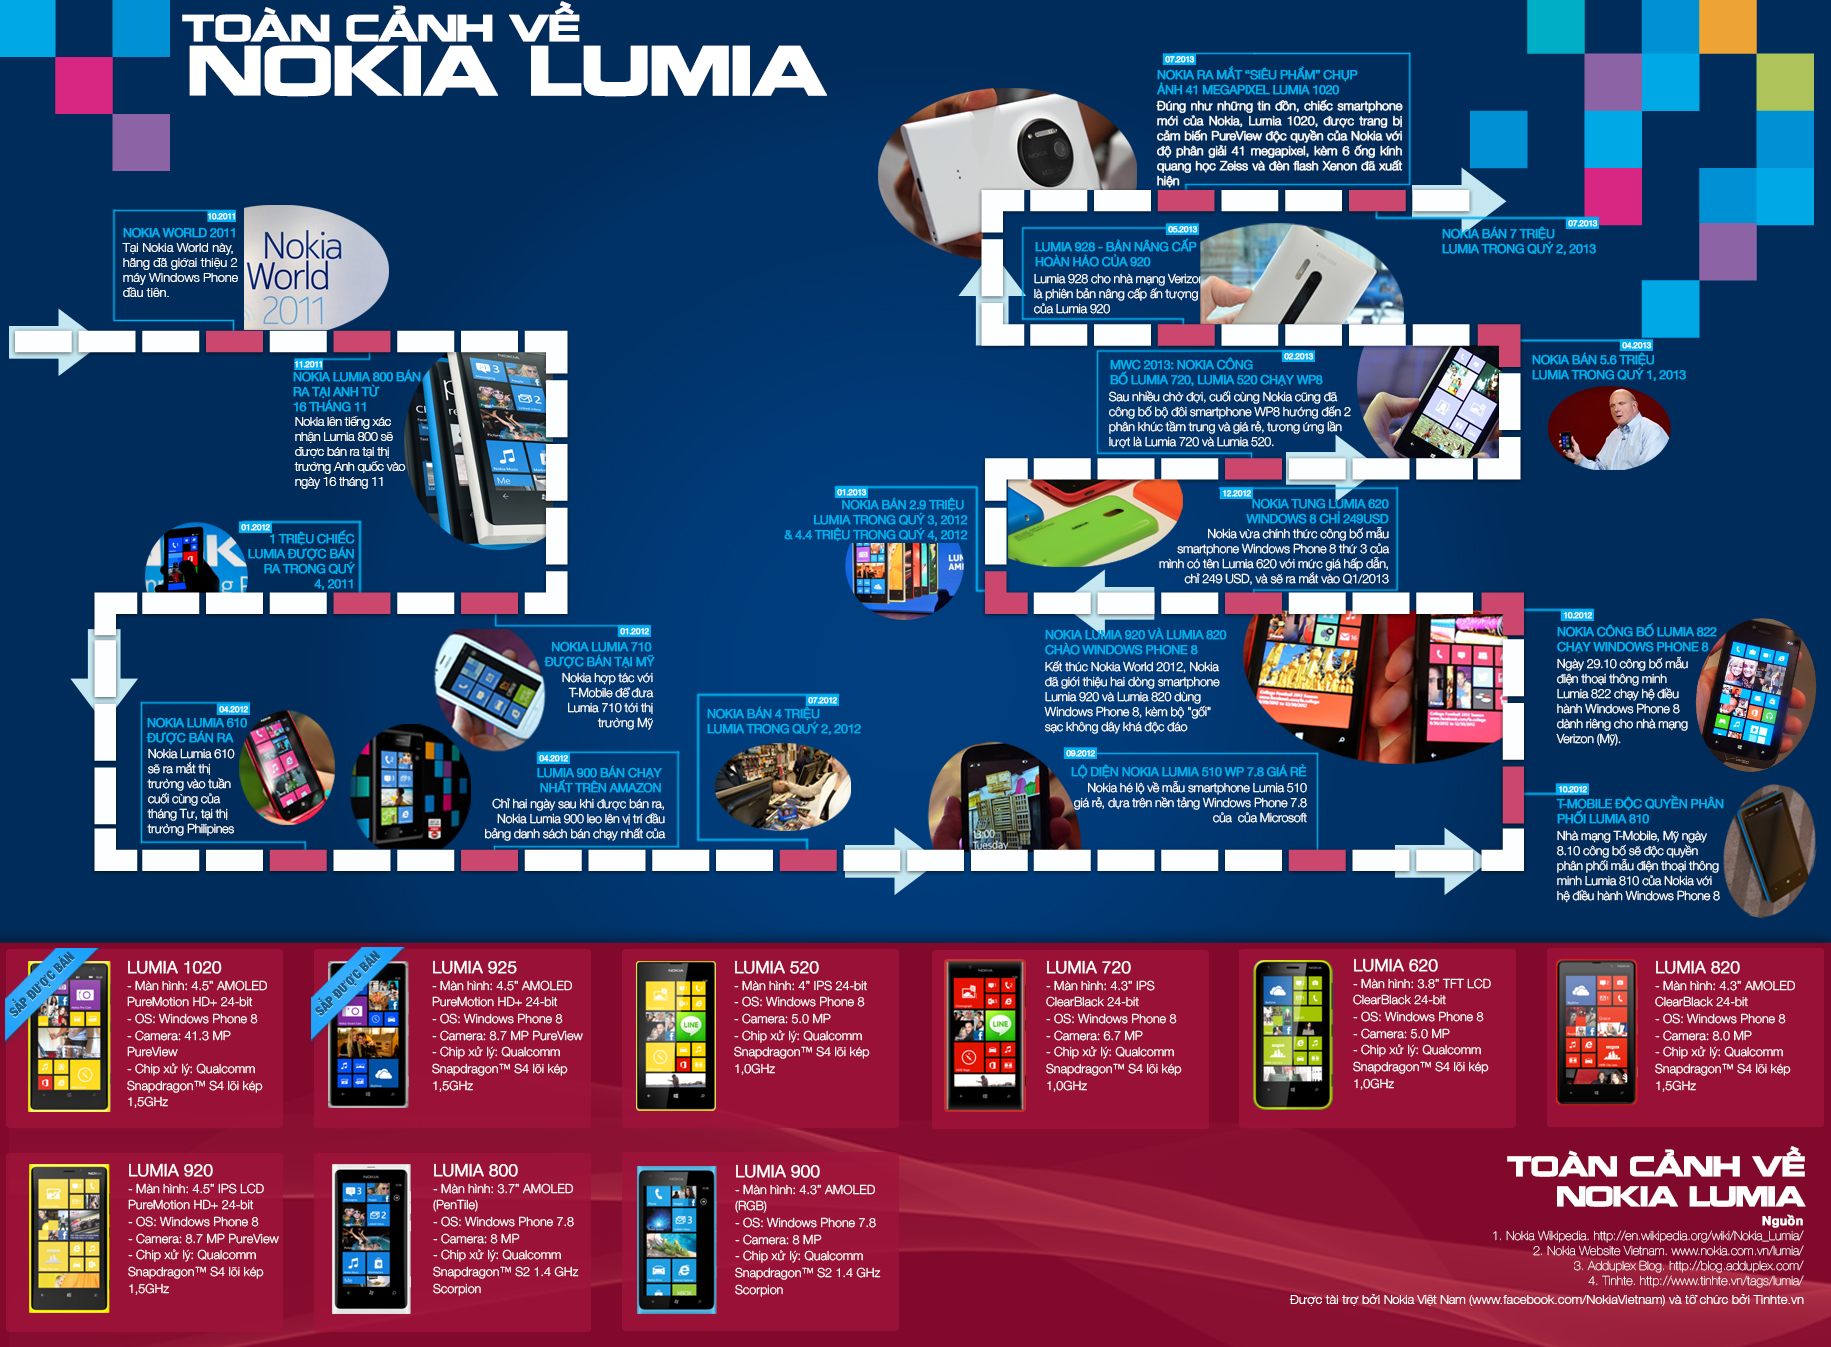 TOÀN CẢNH VỀ
NOKIA LUMIA
10.2011
NOKIA WORLD 2011
Tại Nokia World này,
hãng đã giớai thiệu 2
máy Windows Phone
đầu tiên.
Nokia
World
2011
11.2011
NOKIA LUMIA 800 BÁN
RA TẠI ANH TỪ
16 THÁNG 11
Nokia lên tiếng xác
nhận Lumia 800 sẽ
được bán ra tại thị
trường Anh quốc vào
ngày 16 tháng 11
01.2012
1 TRIỆU CHIẾC
LUMIA ĐƯỢC BÁN
RA TRONG QUÝ
4, 2011
01.2012
NOKIA LUMIA 710
ĐƯỢC BÁN TẠI MỸ
Nokia hợp tác với
T-Mobile để đưa
Lumia 710 tới thị
trường Mỹ
04.2012
NOKIA LUMIA 610
ĐƯỢC BÁN RA
Nokia Lumia 610
sẽ ra mắt thị
trường vào tuần
cuối cùng của
tháng Tư, tại thị
trường Philipines
04.2012
LUMIA 900 BÁN CHẠY
NHẤT TRÊN AMAZON
Chỉ hai ngày sau khi được bán ra,
Nokia Lumia 900 leo lên vị trí đầu
bảng danh sách bán chạy nhất của
07.2012
NOKIA BÁN 4 TRIỆU
LUMIA TRONG QUÝ 2, 2012
13:00
Tuesday
09.2012
LỘ DIỆN NOKIA LUMIA 510 WP 7.8 GIÁ RẺ
Nokia hé lộ về mẫu smartphone Lumia 510
giá rẻ, dựa trên nền tảng Windows Phone 7.8
của của Microsoft
10.2012
T-MOBILE ĐỘC QUYỀN PHÂN
PHỐI LUMIA 810
Nhà mạng T-Mobile, Mỹ ngày
8.10 công bố sẽ độc quyền
phân phối mẫu điện thoại thông
minh Lumia 810 của Nokia với
hệ điều hành Windows Phone 8
10.2012
NOKIA CÔNG BỐ LUMIA 822
CHẠY WINDOWS PHONE 8
Ngày 29.10 công bố mẫu
điện thoại thông minh
Lumia 822 chạy hệ điều
hành Windows Phone 8
dành riêng cho nhà mạng
Verizon (Mỹ).
NOKIA LUMIA 920 VÀ LUMIA 820
CHÀO WINDOWS PHONE 8
Kết thúc Nokia World 2012, Nokia
đã giới thiệu hai dòng smartphone
Lumia 920 và Lumia 820 dùng
Windows Phone 8, kèm bộ "gối"
sạc không dây khá độc đáo
12.2012
NOKIA TUNG LUMIA 620
WINDOWS 8 CHỈ 249USD
Nokia vừa chính thức công bố mẫu
smartphone Windows Phone 8 thứ 3 của
mình có tên Lumia 620 với mức giá hấp dẫn,
chỉ 249 USD, và sẽ ra mắt vào Q1/2013
01.2013
NOKIA BÁN 2.9 TRIỆU
LUMIA TRONG QUÝ 3, 2012
& 4.4 TRIỆU TRONG QUÝ 4, 2012
02.2013
MWC 2013: NOKIA CÔNG
BỐ LUMIA 720, LUMIA 520 CHẠY WP8
Sau nhiều chờ đợi, cuối cùng Nokia cũng đã
công bố bộ đôi smartphone WP8 hướng đến 2
phân khúc tầm trung và giá rẻ, tương ứng lần
lượt là Lumia 720 và Lumia 520.
04.2013
NOKIA BÁN 5.6 TRIỆU
LUMIA TRONG QUÝ 1, 2013
05.2013
LUMIA 928 - BẢN NÂNG CẤP
HOÀN HẢO CỦA 920
Lumia 928 cho nhà mạng Verizon
là phiên bản nâng cấp ấn tượng
của Lumia 920
07.2013
NOKIA RA MẮT “SIÊU PHẨM” CHỤP
ẢNH 41 MEGAPIXEL LUMIA 1020
Đúng như những tin đồn, chiếc smartphone
mới của Nokia, Lumia 1020, được trang bị
cảm biến PureView độc quyền của Nokia với
độ phân giải 41 megapixel, kèm 6 ống kính
quang học Zeiss và đèn flash Xenon đã xuất
hiện
07.2013
NOKIA BÁN 7 TRIỆU
LUMIA TRONG QUÝ 2, 2013
SẮP ĐƯỢC BÁN
LUMIA 1020
- Màn hình: 4.5” AMOLED
PureMotion HD+ 24-bit
- OS: Windows Phone 8
- Camera: 41.3 MP
PureView
- Chip xử lý: Qualcomm
Snapdragon™ S4 lõi kép
1,5GHz
SẮP ĐƯỢC BÁN
LUMIA 925
- Màn hình: 4.5” AMOLED
PureMotion HD+ 24-bit
- OS: Windows Phone 8
- Camera: 8.7 MP PureView
- Chip xử lý: Qualcomm
Snapdragon™ S4 lõi kép
1,5GHz
LUMIA 520
- Màn hình: 4” IPS 24-bit
- OS: Windows Phone 8
- Camera: 5.0 MP
- Chip xử lý: Qualcomm
Snapdragon™ S4 lõi kép
1,0GHz
LUMIA 720
- Màn hình: 4.3” IPS
ClearBlack 24-bit
- OS: Windows Phone 8
- Camera: 6.7 MP
- Chip xử lý: Qualcomm
Snapdragon™ S4 lõi kép
1,0GHz
LUMIA 620
- Màn hình: 3.8” TFT LCD
ClearBlack 24-bit
- OS: Windows Phone 8
- Camera: 5.0 MP
- Chip xử lý: Qualcomm
Snapdragon™ S4 lõi kép
1,0GHz
LUMIA 820
- Màn hình: 4.3” AMOLED
ClearBlack 24-bit
- OS: Windows Phone 8
- Camera: 8.0 MP
- Chip xử lý: Qualcomm
Snapdragon™ S4 lõi kép
1,5GHz
LUMIA 920
- Màn hình: 4.5” IPS LCD
PureMotion HD+ 24-bit
- OS: Windows Phone 8
- Camera: 8.7 MP PureView
- Chip xử lý: Qualcomm
Snapdragon™ S4 lõi kép
1,5GHz
LUMIA 800
- Màn hình: 3.7” AMOLED
(PenTile)
- OS: Windows Phone 7.8
- Camera: 8 MP
- Chip xử lý: Qualcomm
Snapdragon™ S2 1.4 GHz
Scorpion
LUMIA 900
- Màn hình: 4.3” AMOLED
(RGB)
- OS: Windows Phone 7.8
- Camera: 8 MP
- Chip xử lý: Qualcomm
Snapdragon™ S2 1.4 GHz
Scorpion
TOÀN CẢNH VỀ
NOKIA LUMIA
Nguồn
1. Nokia Wikipedia. http://en.wikipedia.org/wiki/Nokia_Lumia/
2. Nokia Website Vietnam. www.nokia.com.vn/lumia/
3. Adduplex Blog. http://blog.adduplex.com/
4. Tinhte. http://www.tinhte.vn/tags/lumia/
Được tài trợ bởi Nokia Việt Nam (www.facebook.com/NokiaVietnam) và tổ chức bởi Tinhte.vn